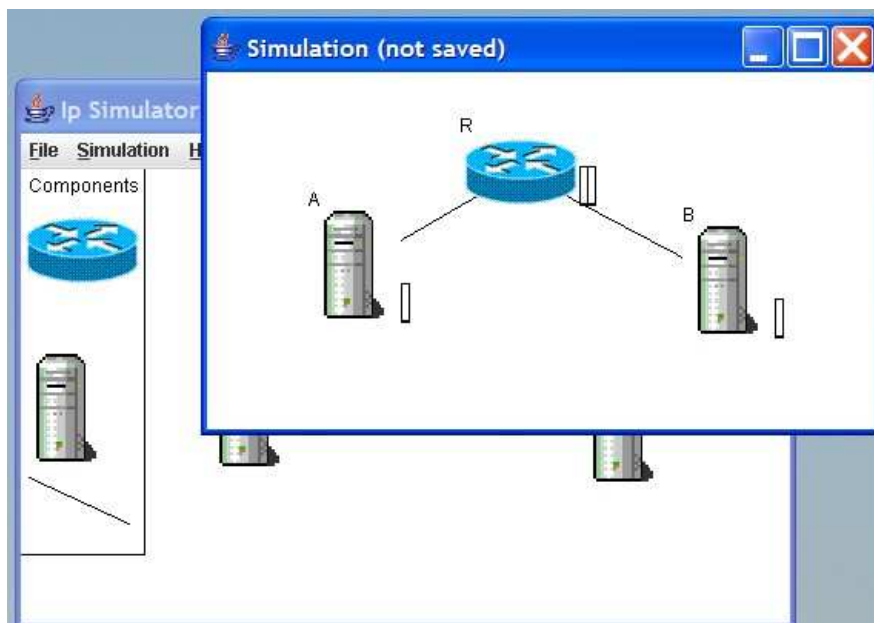 Simulation (not saved)
Ip Simulator
File Simulation
Components
R
A
B